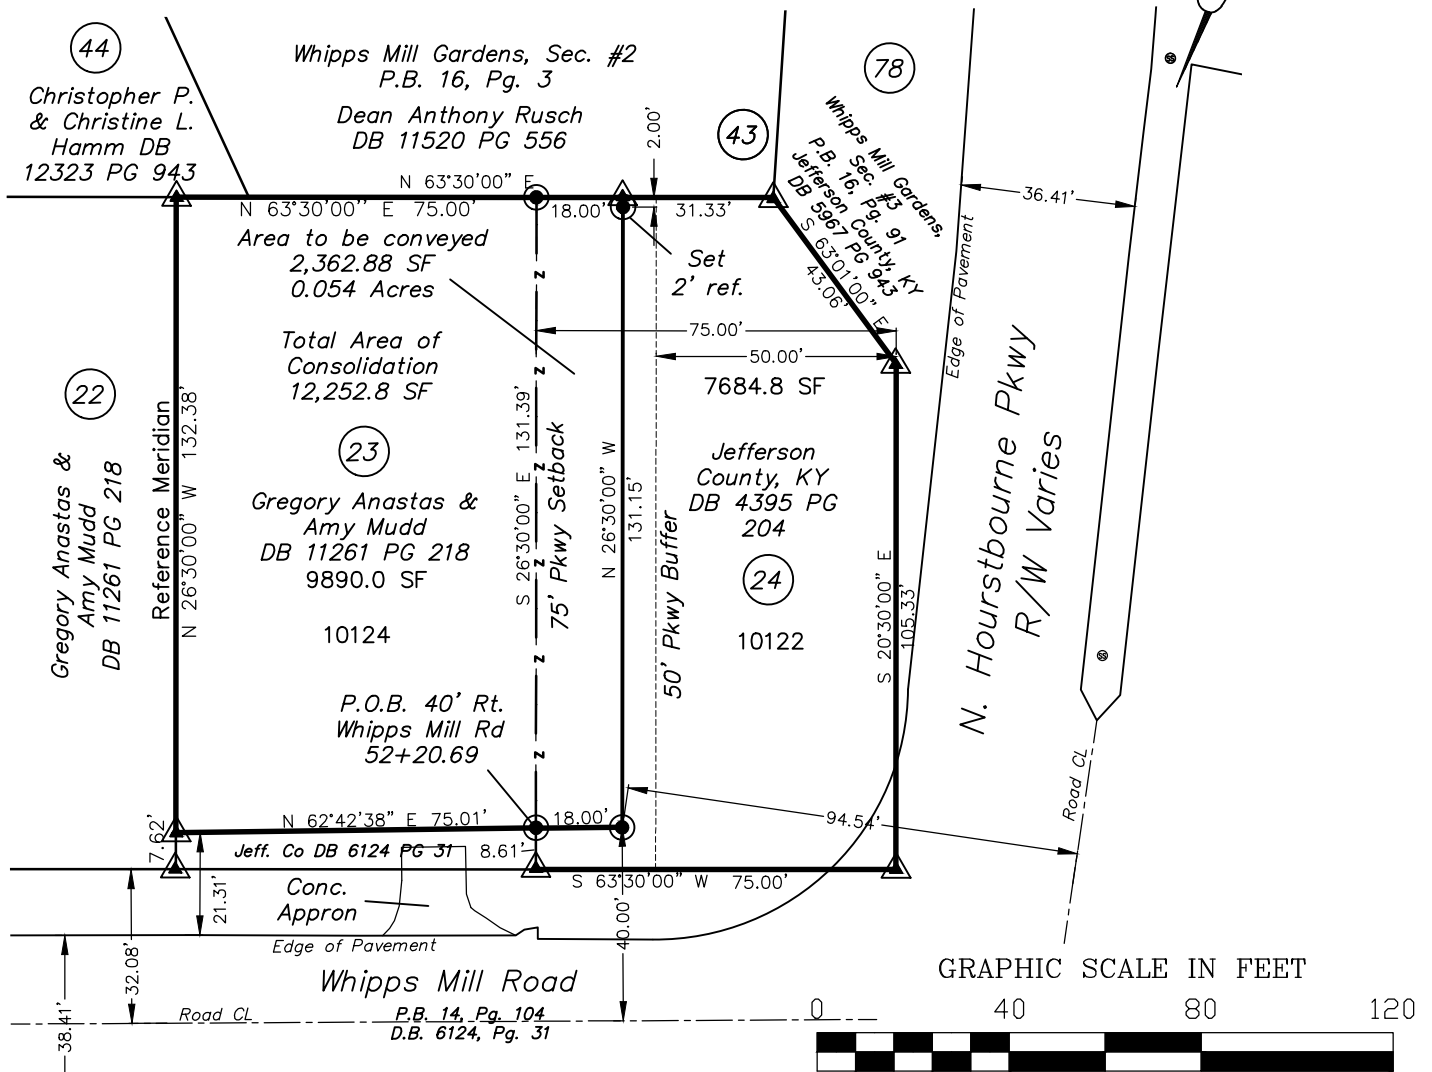 44
Christopher P.
& Christine L.
Hamm DB
12323 PG 943
Whipps Mill Gardens, Sec. #2
P.B. 16, Pg. 3
Dean Anthony Rusch
DB 11520 PG 556
2.00'
43
78
Whipps Mill Gardens,
Sec. #3
P.B. 16, Pg. 91
Jefferson County, KY
DB 5967 PG 943
S 63°01'00" E
43.06'
36.41'
Edge of Pavement
N 63°30'00" E
N 63°30'00" E 75.00'
18.00'
31.33'
Area to be conveyed
2,362.88 SF
0.054 Acres
Set
2' ref.
75.00'
50.00'
7684.8 SF
Total Area of
Consolidation
12,252.8 SF
22
Gregory Anastas &
Amy Mudd
DB 11261 PG 218
Reference Meridian
N 26°30'00" W 132.38'
23
Gregory Anastas &
Amy Mudd
DB 11261 PG 218
9890.0 SF
10124
S 26°30'00" E 131.39'
75' Pkwy Setback
N 26°30'00" W
131.15'
50' Pkwy Buffer
Jefferson
County, KY
DB 4395 PG
204
24
10122
S 20°30'00" E
105.33'
N. Hourstbourne Pkwy
R/W Varies
Road CL
P.O.B. 40' Rt.
Whipps Mill Rd
52+20.69
N 62°42'38" E 75.01'
18.00'
94.54'
7.62'
Jeff. Co DB 6124 PG 31
8.61'
S 63°30'00" W 75.00'
Conc.
Appron
21.31'
32.08'
38.41'
40.00'
Edge of Pavement
Whipps Mill Road
Road CL
P.B. 14, Pg. 104
D.B. 6124, Pg. 31
GRAPHIC SCALE IN FEET
0 40 80 120